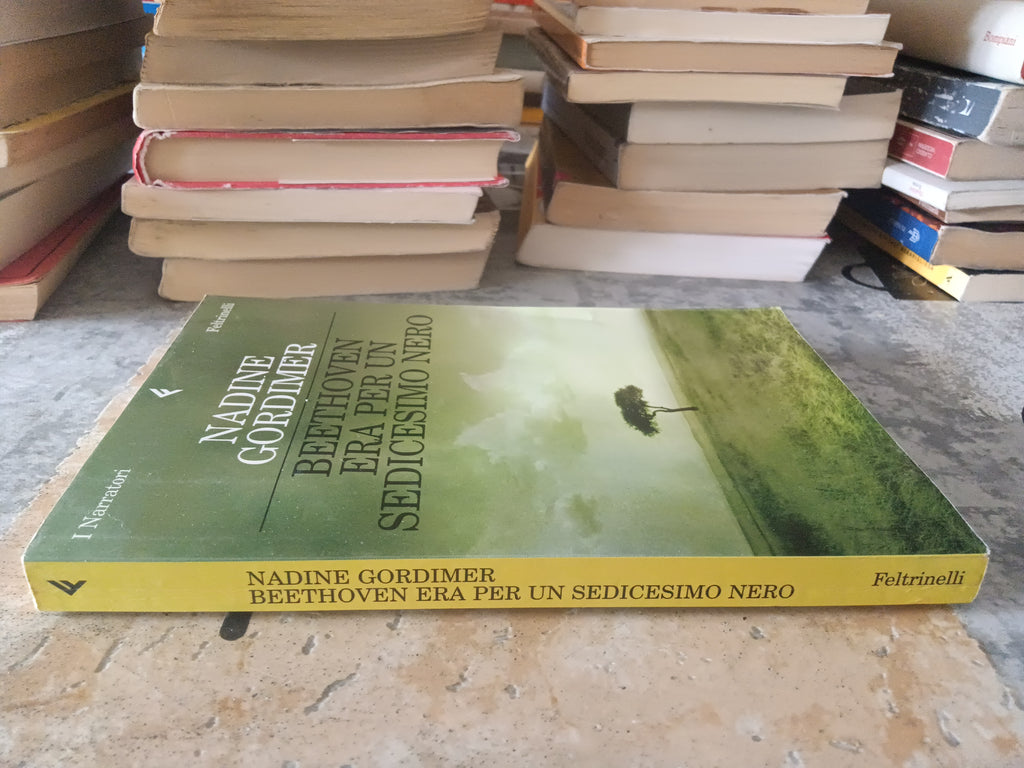 Feltrinelli
NADINE
GORDIMER
BEETHOVEN
ERA PER UN
SEDICESIMO NERO
I Narratori
NADINE GORDIMER
BEETHOVEN ERA PER UN SEDICESIMO NERO
Feltrinelli
Bompiani